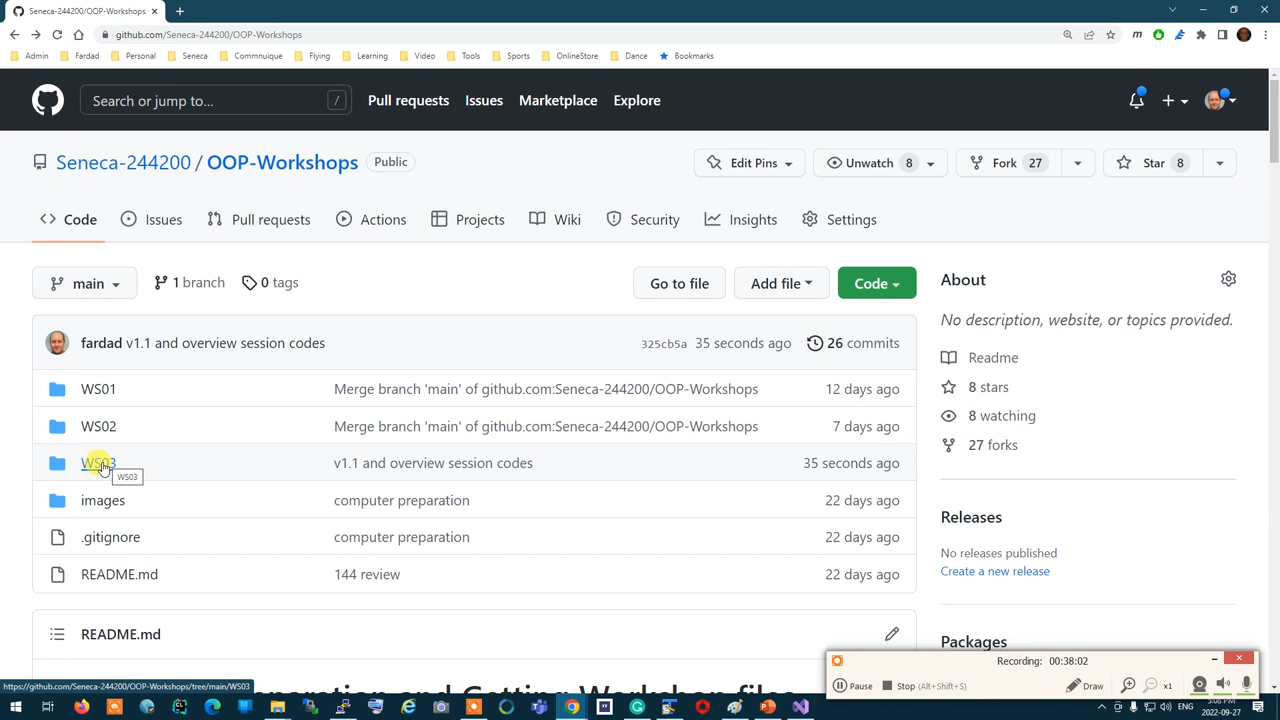 Seneca-244200/OOP-Workshops
github.com/Seneca-244200/OOP-Workshops
Admin Fardad Personal Seneca Commnuique Flying Learning Video Tools Sports OnlineStore Dance Bookmarks
Search or jump to... / Pull requests Issues Marketplace Explore
Seneca-244200 / OOP-Workshops Public
Edit Pins Unwatch 8 Fork 27 Star 8
Code Issues Pull requests Actions Projects Wiki Security Insights Settings
main 1 branch 0 tags Go to file Add file Code
About
No description, website, or topics provided.
fardad v1.1 and overview session codes 325cb5a 35 seconds ago 26 commits
Readme
WS01 Merge branch 'main' of github.com:Seneca-244200/OOP-Workshops 12 days ago
8 stars
WS02 Merge branch 'main' of github.com:Seneca-244200/OOP-Workshops 7 days ago
8 watching
27 forks
WS03 v1.1 and overview session codes 35 seconds ago
WS03
images computer preparation 22 days ago
Releases
.gitignore computer preparation 22 days ago
No releases published
Create a new release
README.md 144 review 22 days ago
README.md
Packages
Recording: 00:38:02
Pause Stop (Alt+Shift+S) Draw x1
https://github.com/Seneca-244200/OOP-Workshops/tree/main/WS03
and Getting Workshop
ENG
2022-09-27